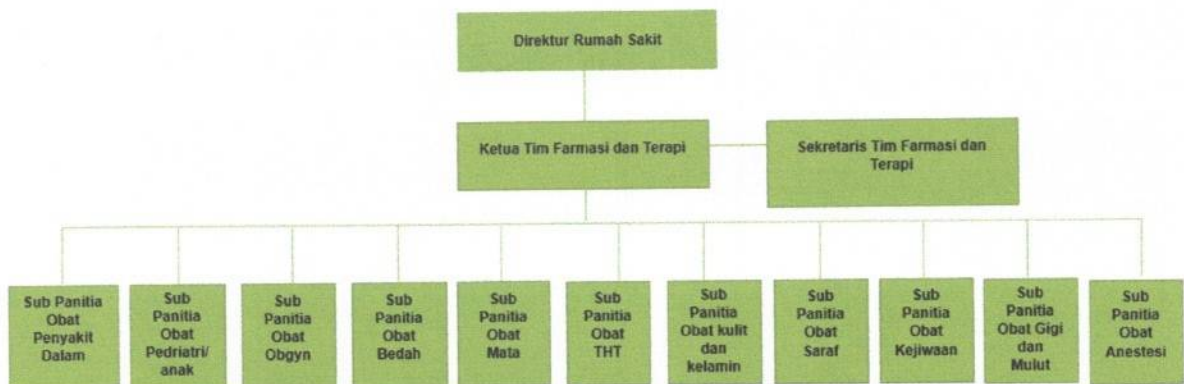 Direktur Rumah Sakit
Ketua Tim Farmasi dan Terapi
Sekretaris Tim Farmasi dan
Terapi
Sub Panitia
Obat
Penyakit
Dalam
Sub
Panitia
Obat
Pedriatri/
anak
Sub
Panitia
Obat
Obgyn
Sub
Panitia
Obat
Bedah
Sub
Panitia
Obat
Mata
Sub
Panitia
Obat
THT
Sub
Panitia
Obat kulit
dan
kelamin
Sub
Panitia
Obat
Saraf
Sub
Panitia
Obat
Kejiwaan
Sub
Panitia
Obat Gigi
dan
Mulut
Sub
Panitia
Obat
Anestesi